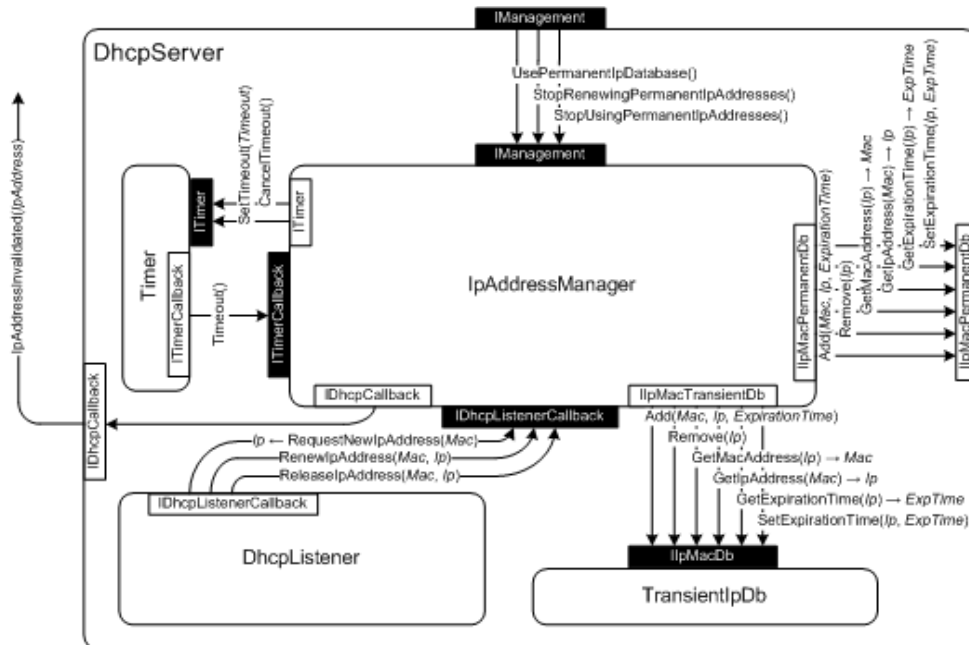 IManagement
DhcpServer
UsePermanentIpDatabase()
StopRenewingPermanentIpAddresses()
StopUsingPermanentIpAddresses()
IManagement
IpAddressInvalidated(IpAddress)
SetTimeout(Timeout)
CancelTimeout()
ITimer
ITimer
Timer
ITimerCallback
Timeout()
ITimerCallback
IpAddressManager
IIpMacPermanentDb
Add(Mac, Ip, ExpirationTime)
Remove(Ip)
GetMacAddress(Ip) → Mac
GetIpAddress(Mac) → Ip
GetExpirationTime(Ip) → ExpTime
SetExpirationTime(Ip, ExpTime)
IIpMacPermanentDb
IDhcpCallback
IDhcpCallback
IDhcpListenerCallback
IIpMacTransientDb
Ip ← RequestNewIpAddress(Mac)
RenewIpAddress(Mac, Ip)
ReleaseIpAddress(Mac, Ip)
IDhcpListenerCallback
DhcpListener
Add(Mac, Ip, ExpirationTime)
Remove(Ip)
GetMacAddress(Ip) → Mac
GetIpAddress(Mac) → Ip
GetExpirationTime(Ip) → ExpTime
SetExpirationTime(Ip, ExpTime)
IIpMacDb
TransientIpDb